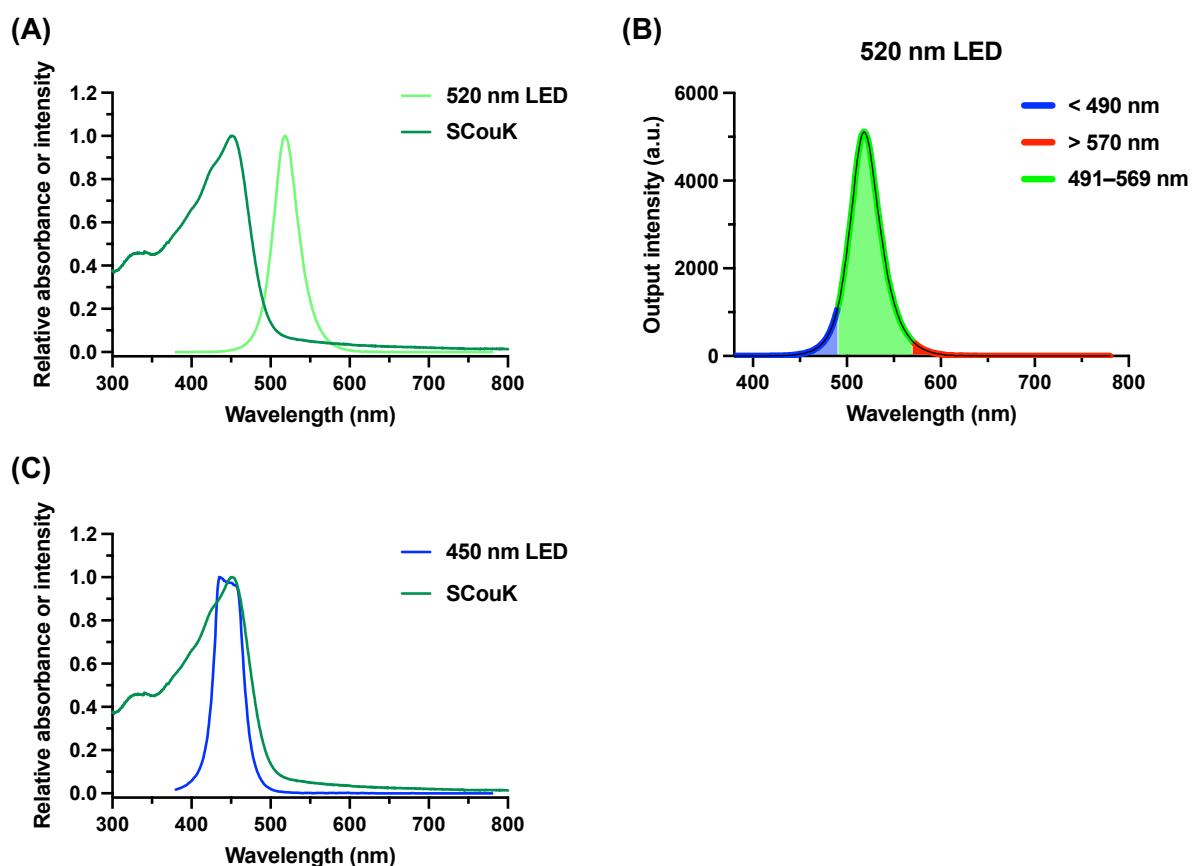 (A)
Relative absorbance or intensity
1.2
1.0
0.8
0.6
0.4
0.2
0.0
300 400 500 600 700 800
Wavelength (nm)
520 nm LED
SCouK
(B)
520 nm LED
Output intensity (a.u.)
6000
4000
2000
0
400 500 600 700 800
Wavelength (nm)
< 490 nm
> 570 nm
491–569 nm
(C)
Relative absorbance or intensity
1.2
1.0
0.8
0.6
0.4
0.2
0.0
300 400 500 600 700 800
Wavelength (nm)
450 nm LED
SCouK